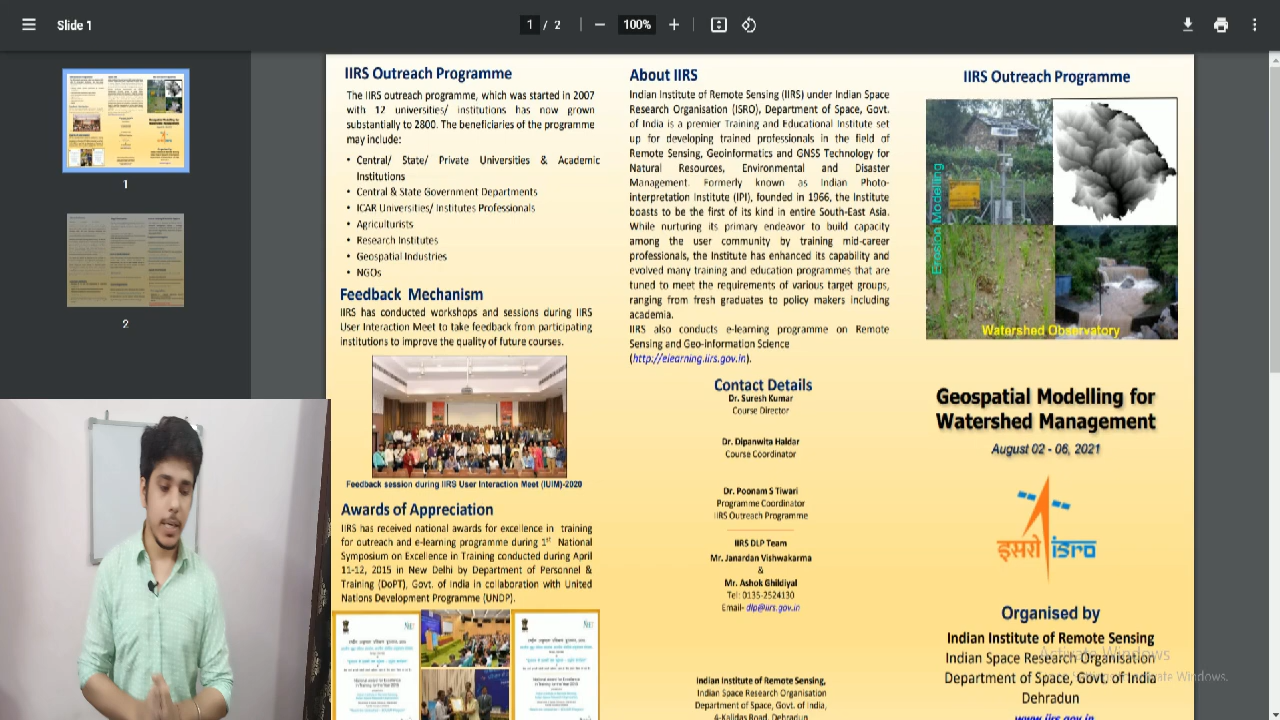 Slide 1
1 / 2
100%
1
2
IIRS Outreach Programme
The IIRS outreach programme, which was started in 2007
with 12 universities/ institutions has now grown
substantially to 2800. The beneficiaries of the programme
may include:
• Central/ State/ Private Universities & Academic
Institutions
• Central & State Government Departments
• ICAR Universities/ Institutes Professionals
• Agriculturists
• Research Institutes
• Geospatial Industries
• NGOs
Feedback Mechanism
IIRS has conducted workshops and sessions during IIRS
User Interaction Meet to take feedback from participating
institutions to improve the quality of future courses.
Feedback session during IIRS User Interaction Meet (IUIM)-2020
Awards of Appreciation
IIRS has received national awards for excellence in training
for outreach and e-learning programme during 1st National
Symposium on Excellence in Training conducted during April
11-12, 2015 in New Delhi by Department of Personnel &
Training (DoPT), Govt. of India in collaboration with United
Nations Development Programme (UNDP).
About IIRS
Indian Institute of Remote Sensing (IIRS) under Indian Space
Research Organisation (ISRO), Department of Space, Govt.
of India is a premier Training and Educational Institute set
up for developing trained professionals in the field of
Remote Sensing, Geoinformatics and GNSS Technology for
Natural Resources, Environmental and Disaster
Management. Formerly known as Indian Photo-
interpretation Institute (IPI), founded in 1966, the Institute
boasts to be the first of its kind in entire South-East Asia.
While nurturing its primary endeavor to build capacity
among the user community by training mid-career
professionals, the Institute has enhanced its capability and
evolved many training and education programmes that are
tuned to meet the requirements of various target groups,
ranging from fresh graduates to policy makers including
academia.
IIRS also conducts e-learning programme on Remote
Sensing and Geo-information Science
(http://elearning.iirs.gov.in).
Contact Details
Dr. Suresh Kumar
Course Director
Dr. Dipanwita Haldar
Course Coordinator
Dr. Poonam S Tiwari
Programme Coordinator
IIRS Outreach Programme
IIRS DLP Team
Mr. Janardan Vishwakarma
&
Mr. Ashok Ghildiyal
Tel: 0135-2524130
Email- dlp@iirs.gov.in
Indian Institute of Remote Sensing,
Indian Space Research Organisation
Department of Space, Govt. of India,
4-Kalidas Road, Dehradun
IIRS Outreach Programme
Erosion Modelling
Watershed Observatory
Geospatial Modelling for
Watershed Management
August 02 - 06, 2021
इसरो isro
Organised by
Indian Institute of Remote Sensing
Indian Space Research Organisation
Department of Space, Govt. of India
Dehradun
www.iirs.gov.in
Activate Windows